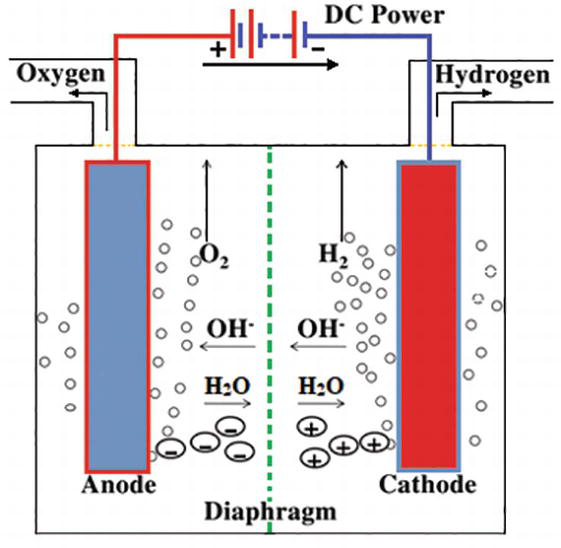 DC Power
+ -
Oxygen
Hydrogen
O₂
H₂
OH⁻
OH⁻
H₂O
H₂O
- - - -
+ + + +
Anode
Cathode
Diaphragm